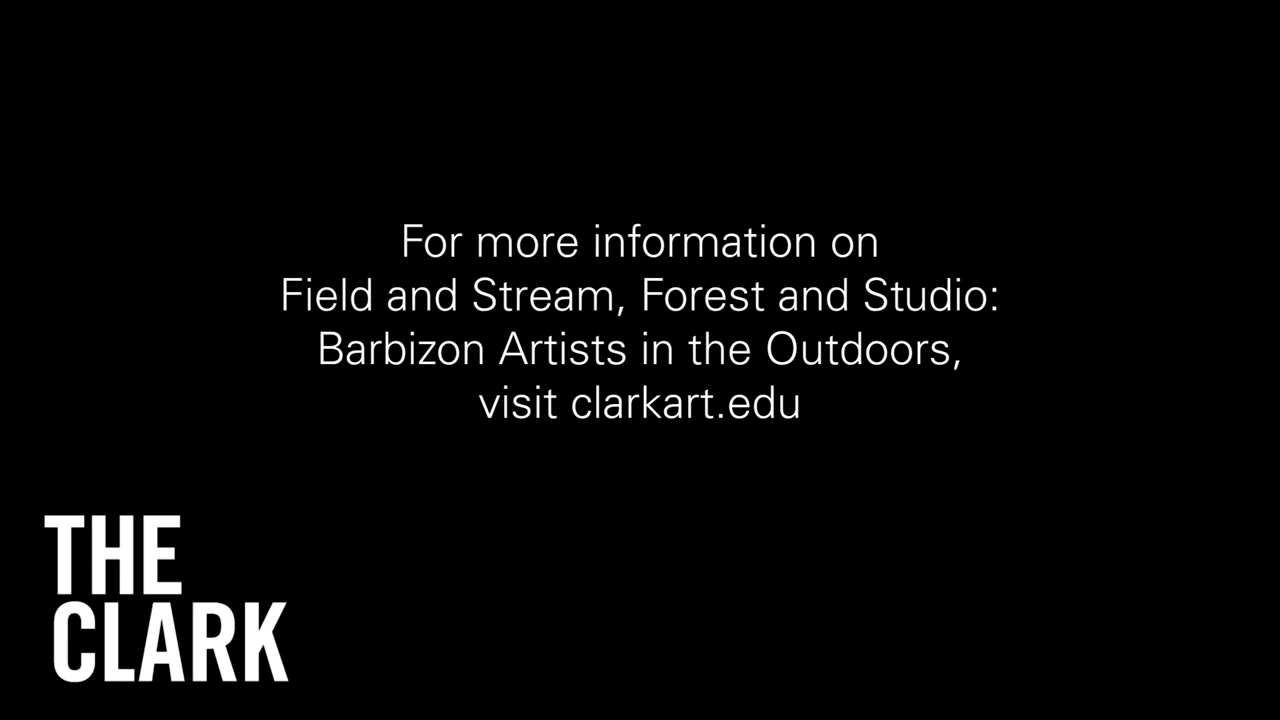 For more information on
Field and Stream, Forest and Studio:
Barbizon Artists in the Outdoors,
visit clarkart.edu
THE
CLARK